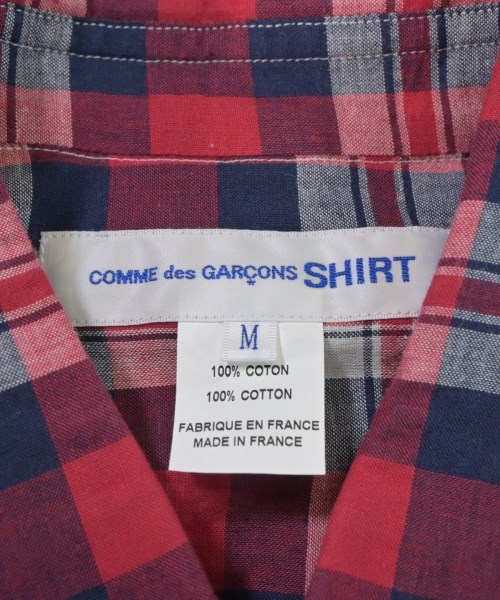 COMME des GARÇONS SHIRT
M
100% COTON
100% COTTON
FABRIQUE EN FRANCE
MADE IN FRANCE